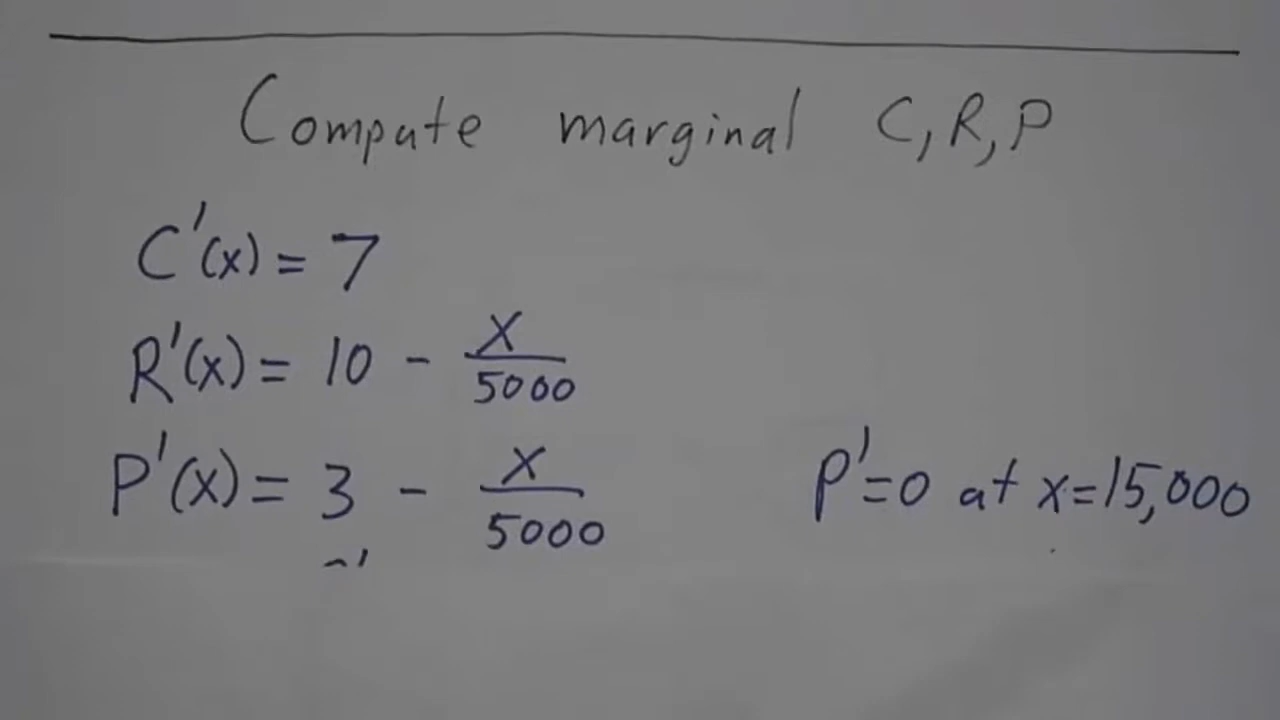 Compute marginal C, R, P
C'(x) = 7
R'(x) = 10 - x/5000
P'(x) = 3 - x/5000 P'=0 at x=15,000